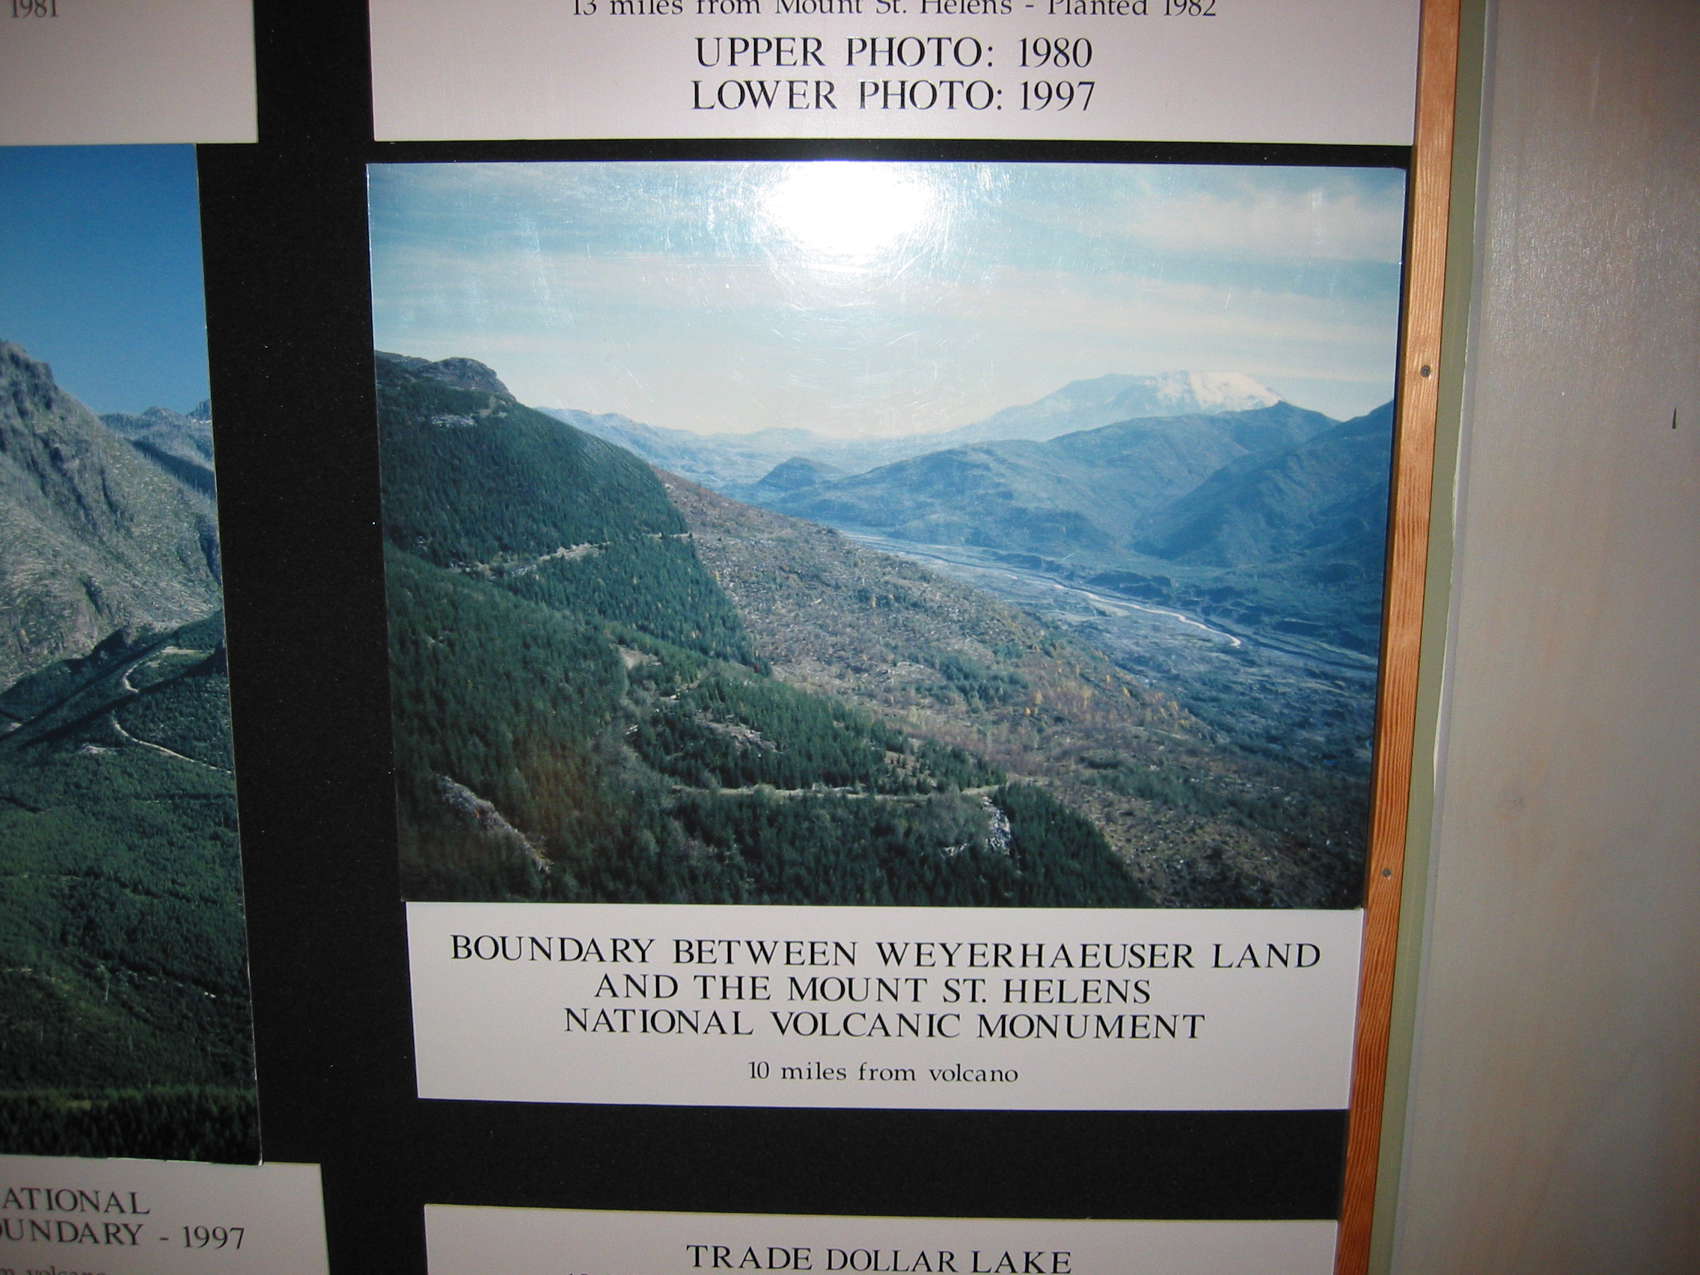 1981
13 miles from Mount St. Helens - Planted 1982
UPPER PHOTO: 1980
LOWER PHOTO: 1997
BOUNDARY BETWEEN WEYERHAEUSER LAND
AND THE MOUNT ST. HELENS
NATIONAL VOLCANIC MONUMENT
10 miles from volcano
ATIONAL
OUNDARY - 1997
m volcano
TRADE DOLLAR LAKE